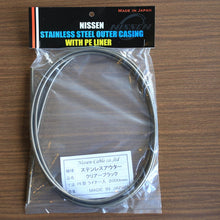 MADE IN JAPAN
NISSEN
NISSEN
STAINLESS STEEL OUTER CASING
WITH PE LINER
Nissen Cable co.,ltd
ステンレスアウター
クリアーブラック
MADE IN JAPAN